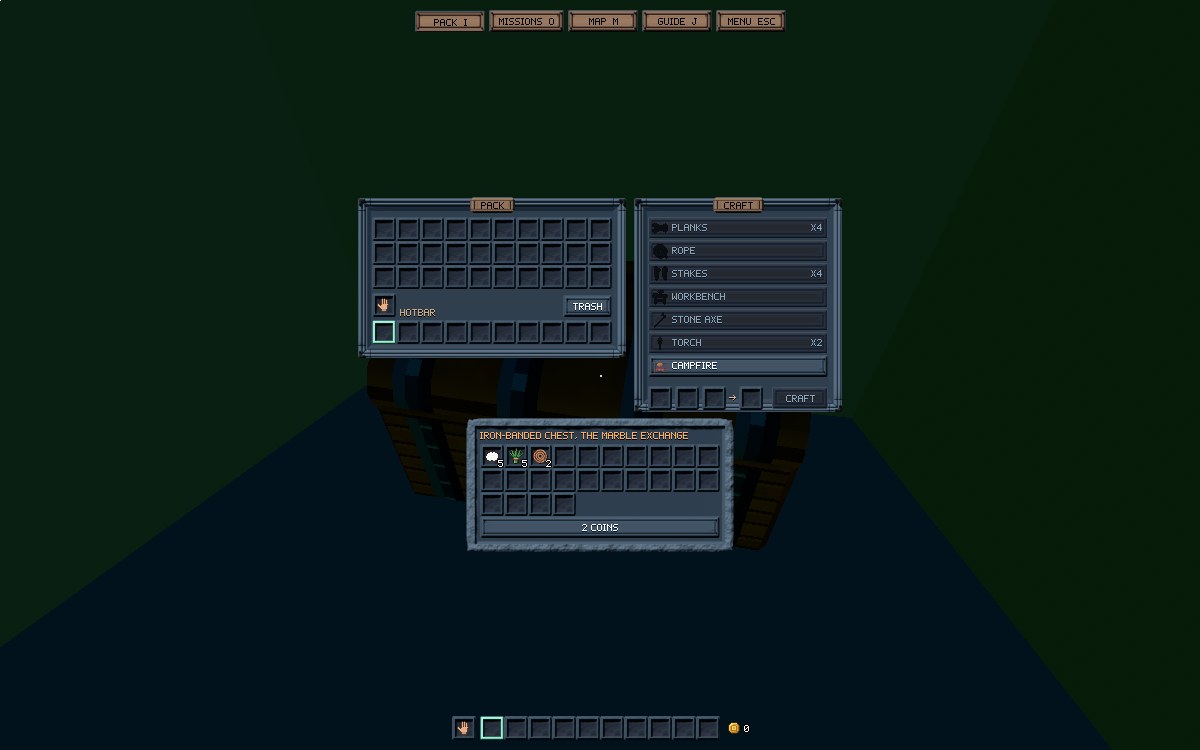 PACK I
MISSIONS O
MAP M
GUIDE J
MENU ESC
PACK
HOTBAR
TRASH
CRAFT
PLANKS X4
ROPE
STAKES X4
WORKBENCH
STONE AXE
TORCH X2
CAMPFIRE
CRAFT
IRON-BANDED CHEST, THE MARBLE EXCHANGE
5 5 2
2 COINS
0